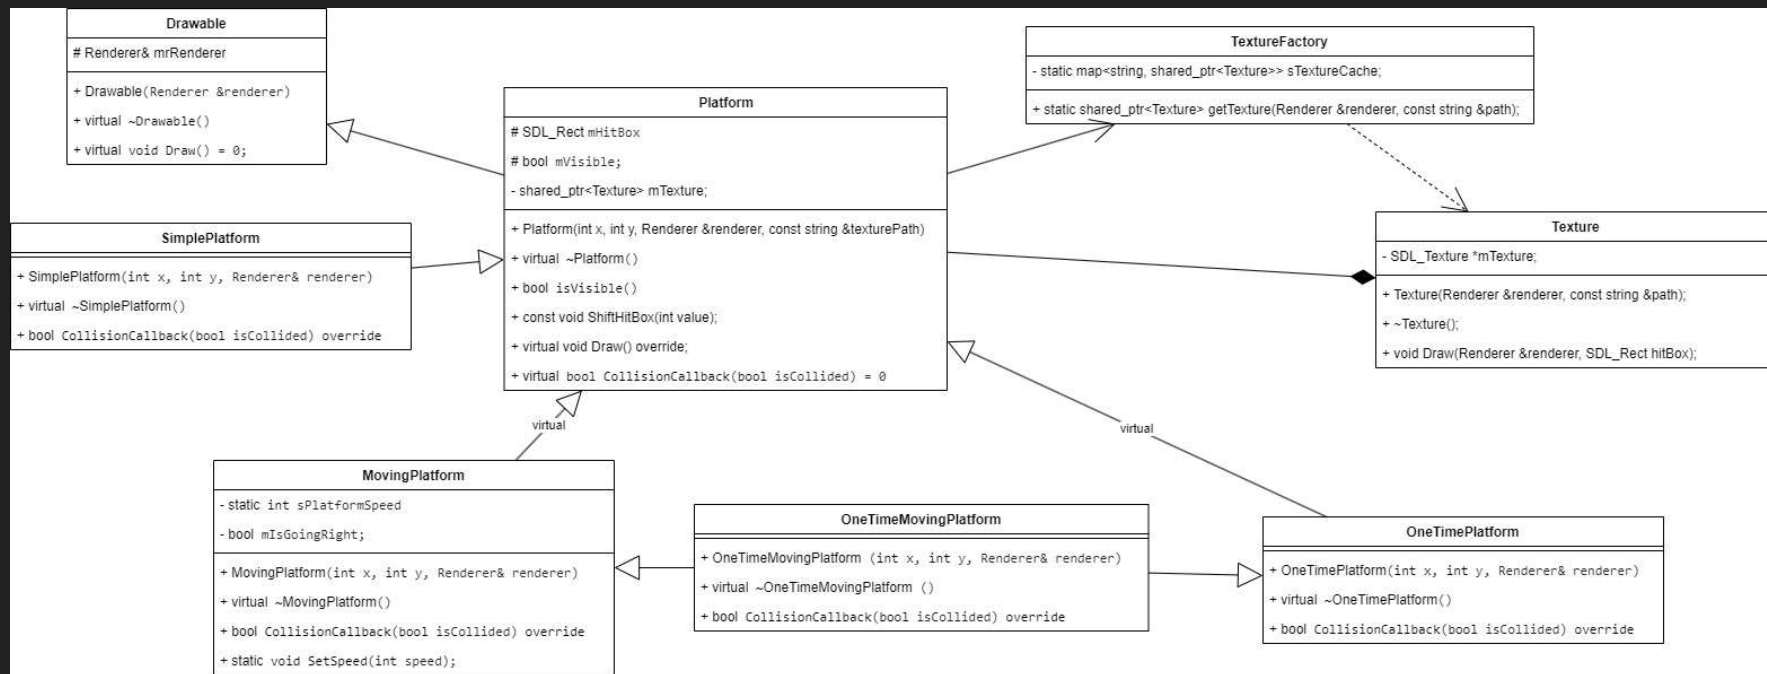 Drawable
# Renderer& mrRenderer
+ Drawable(Renderer &renderer)
+ virtual ~Drawable()
+ virtual void Draw() = 0;
TextureFactory
- static map<string, shared_ptr<Texture>> sTextureCache;
+ static shared_ptr<Texture> getTexture(Renderer &renderer, const string &path);
Platform
# SDL_Rect mHitBox
# bool mVisible;
- shared_ptr<Texture> mTexture;
+ Platform(int x, int y, Renderer &renderer, const string &texturePath)
+ virtual ~Platform()
+ bool isVisible()
+ const void ShiftHitBox(int value);
+ virtual void Draw() override;
+ virtual bool CollisionCallback(bool isCollided) = 0
SimplePlatform
+ SimplePlatform(int x, int y, Renderer& renderer)
+ virtual ~SimplePlatform()
+ bool CollisionCallback(bool isCollided) override
Texture
- SDL_Texture *mTexture;
+ Texture(Renderer &renderer, const string &path);
+ ~Texture();
+ void Draw(Renderer &renderer, SDL_Rect hitBox);
virtual
virtual
MovingPlatform
- static int sPlatformSpeed
- bool mIsGoingRight;
+ MovingPlatform(int x, int y, Renderer& renderer)
+ virtual ~MovingPlatform()
+ bool CollisionCallback(bool isCollided) override
+ static void SetSpeed(int speed);
OneTimeMovingPlatform
+ OneTimeMovingPlatform (int x, int y, Renderer& renderer)
+ virtual ~OneTimeMovingPlatform ()
+ bool CollisionCallback(bool isCollided) override
OneTimePlatform
+ OneTimePlatform(int x, int y, Renderer& renderer)
+ virtual ~OneTimePlatform()
+ bool CollisionCallback(bool isCollided) override